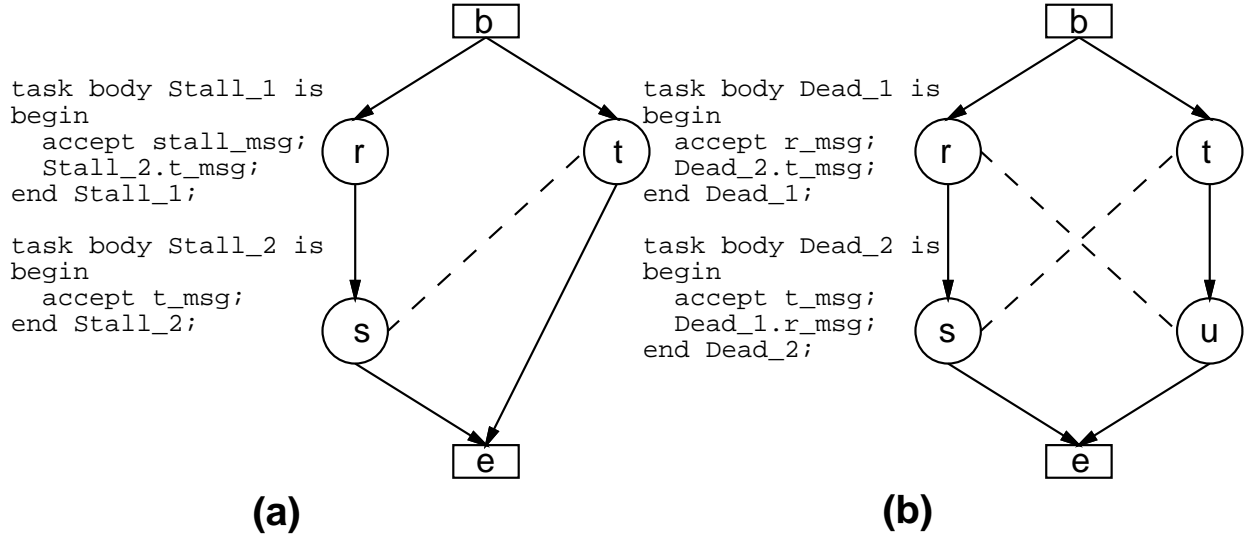 b
task body Stall_1 is
begin
accept stall_msg;
Stall_2.t_msg;
end Stall_1;
r
t
task body Stall_2 is
begin
accept t_msg;
end Stall_2;
s
e
(a)
b
task body Dead_1 is
begin
accept r_msg;
Dead_2.t_msg;
end Dead_1;
r
t
task body Dead_2 is
begin
accept t_msg;
Dead_1.r_msg;
end Dead_2;
s
u
e
(b)